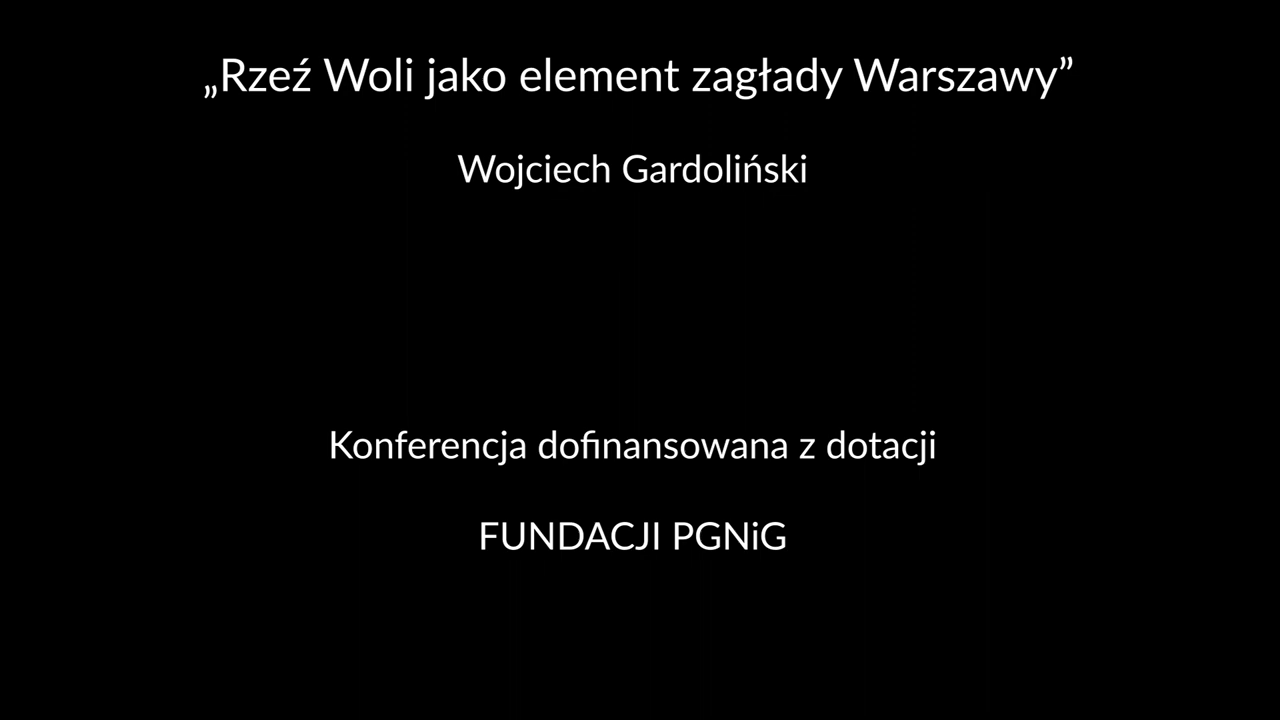 „Rzeź Woli jako element zagłady Warszawy”
Wojciech Gardoliński
Konferencja dofinansowana z dotacji
FUNDACJI PGNiG